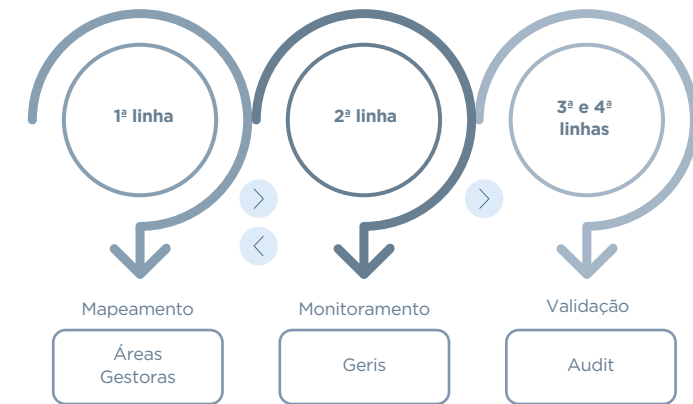 1ª linha
2ª linha
3ª e 4ª
linhas
Mapeamento
Monitoramento
Validação
Áreas
Gestoras
Geris
Audit